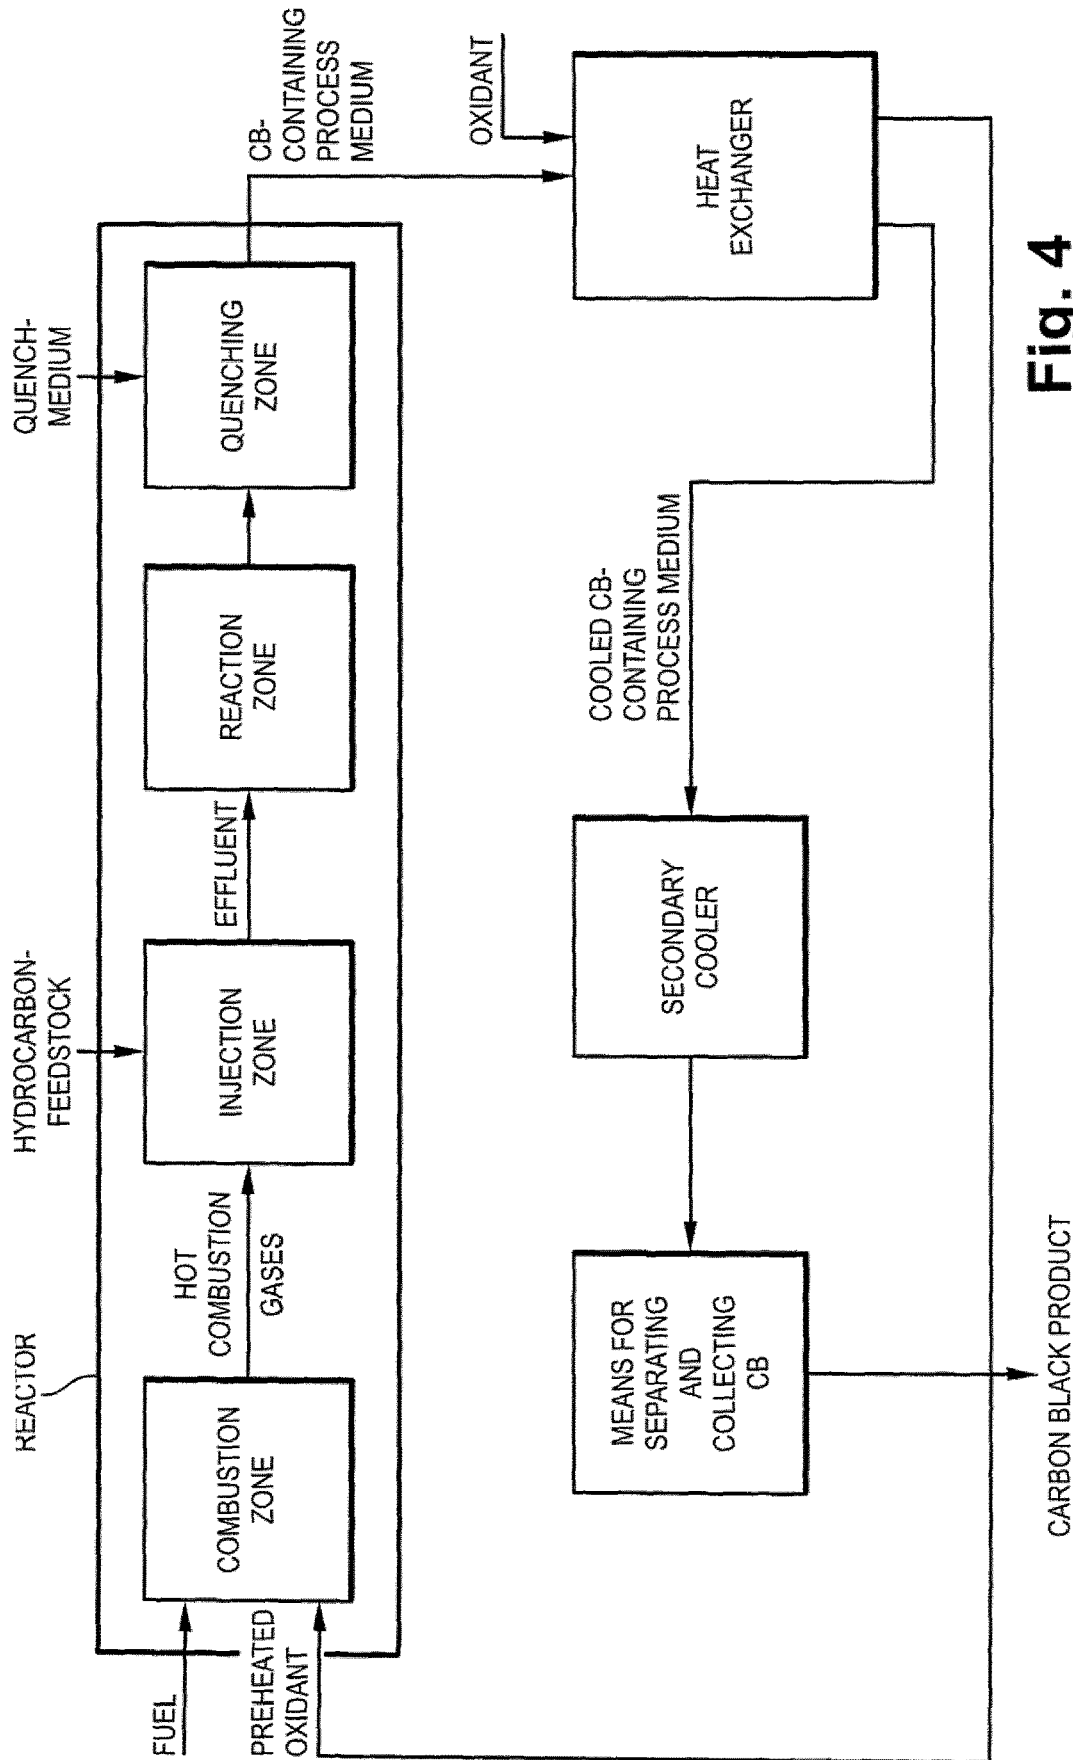 REACTOR
HYDROCARBON-
FEEDSTOCK
QUENCH-
MEDIUM
FUEL
PREHEATED
OXIDANT
COMBUSTION
ZONE
HOT
COMBUSTION
GASES
INJECTION
ZONE
EFFLUENT
REACTION
ZONE
QUENCHING
ZONE
CB-
CONTAINING
PROCESS
MEDIUM
OXIDANT
HEAT
EXCHANGER
COOLED CB-
CONTAINING
PROCESS MEDIUM
SECONDARY
COOLER
MEANS FOR
SEPARATING
AND
COLLECTING
CB
CARBON BLACK PRODUCT
Fig. 4